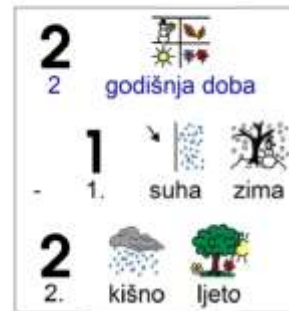 2
2 godišnja doba
1
- 1. suha zima
2
2. kišno ljeto